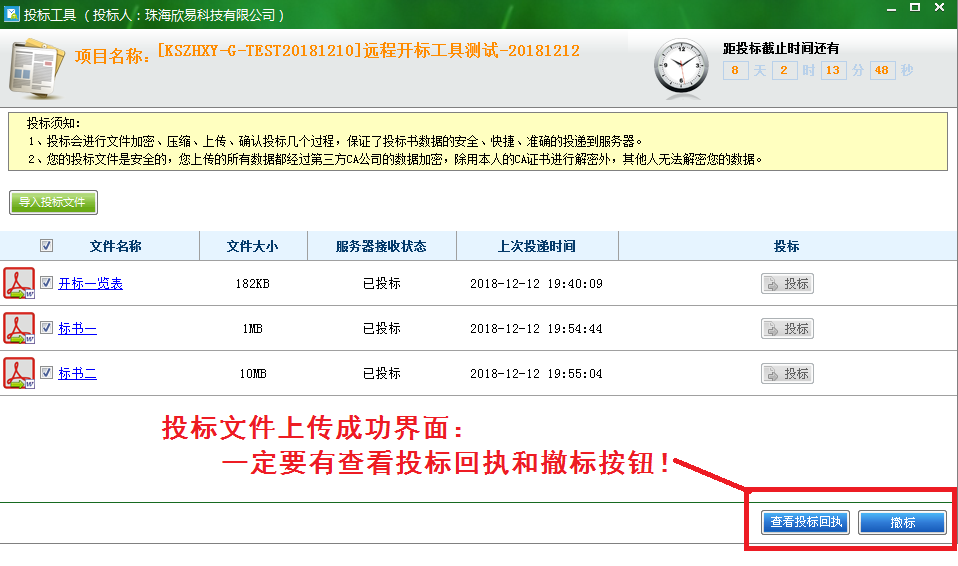 投标工具 （ 投标人：珠海欣易科技有限公司 ）
项目名称：[KSZHXY-G-TEST20181210]远程开标工具测试-20181212
距投标截止时间还有
8 天 2 时 13 分 48 秒
投标须知：
1、投标会进行文件加密、压缩、上传、确认投标几个过程，保证了投标书数据的安全、快捷、准确的投递到服务器。
2、您的投标文件是安全的，您上传的所有数据都经过第三方CA公司的数据加密，除用本人的CA证书进行解密外，其他人无法解密您的数据。
导入投标文件
文件名称 文件大小 服务器接收状态 上次投递时间 投标
开标一览表 182KB 已投标 2018-12-12 19:40:09 投标
标书一 1MB 已投标 2018-12-12 19:54:44 投标
标书二 10MB 已投标 2018-12-12 19:55:04 投标
投标文件上传成功界面：
一定要有查看投标回执和撤标按钮！
查看投标回执 撤标